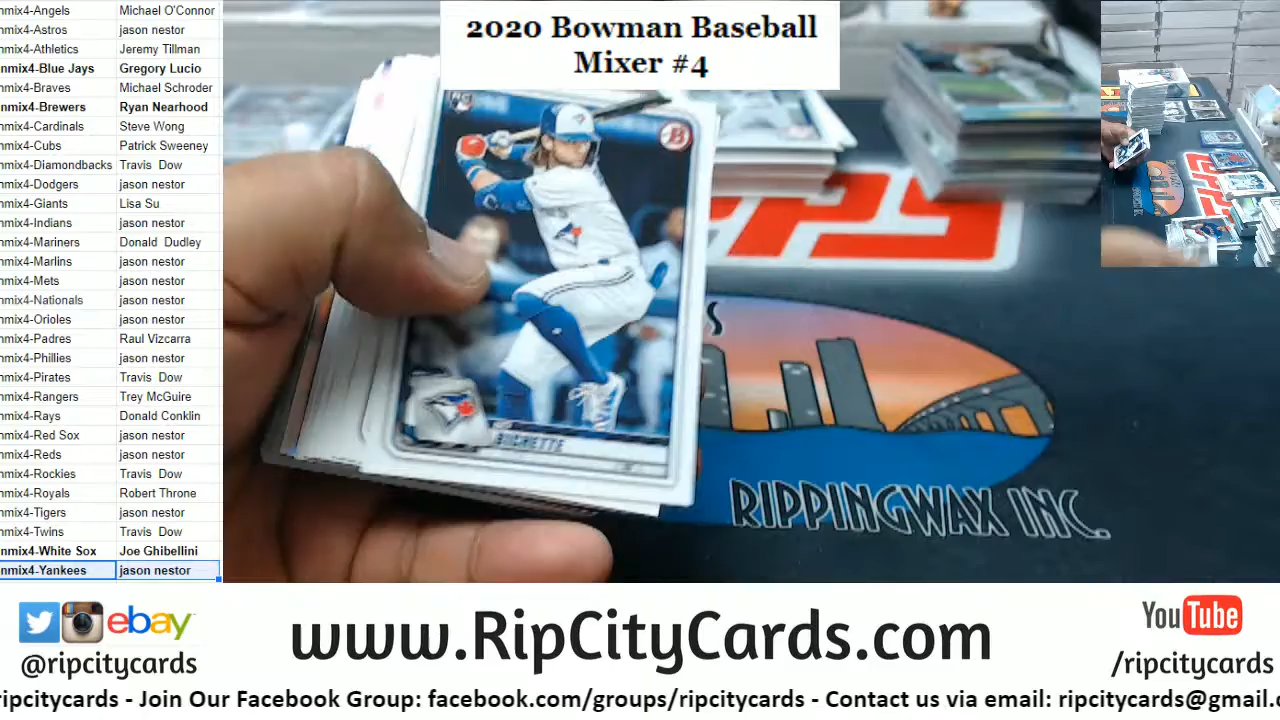 nmix4-Angels Michael O'Connor
nmix4-Astros jason nestor
nmix4-Athletics Jeremy Tillman
nmix4-Blue Jays Gregory Lucio
nmix4-Braves Michael Schroder
nmix4-Brewers Ryan Nearhood
nmix4-Cardinals Steve Wong
nmix4-Cubs Patrick Sweeney
nmix4-Diamondbacks Travis Dow
nmix4-Dodgers jason nestor
nmix4-Giants Lisa Su
nmix4-Indians jason nestor
nmix4-Mariners Donald Dudley
nmix4-Marlins jason nestor
nmix4-Mets jason nestor
nmix4-Nationals jason nestor
nmix4-Orioles jason nestor
nmix4-Padres Raul Vizcarra
nmix4-Phillies jason nestor
nmix4-Pirates Travis Dow
nmix4-Rangers Trey McGuire
nmix4-Rays Donald Conklin
nmix4-Red Sox jason nestor
nmix4-Reds jason nestor
nmix4-Rockies Travis Dow
nmix4-Royals Robert Throne
nmix4-Tigers jason nestor
nmix4-Twins Travis Dow
nmix4-White Sox Joe Ghibellini
nmix4-Yankees jason nestor
2020 Bowman Baseball
Mixer #4
B
BICHETTE
RIPPINGWAX INC.
ebay
@ripcitycards
www.RipCityCards.com
YouTube
/ripcitycards
ripcitycards - Join Our Facebook Group: facebook.com/groups/ripcitycards - Contact us via email: ripcitycards@gmail.c